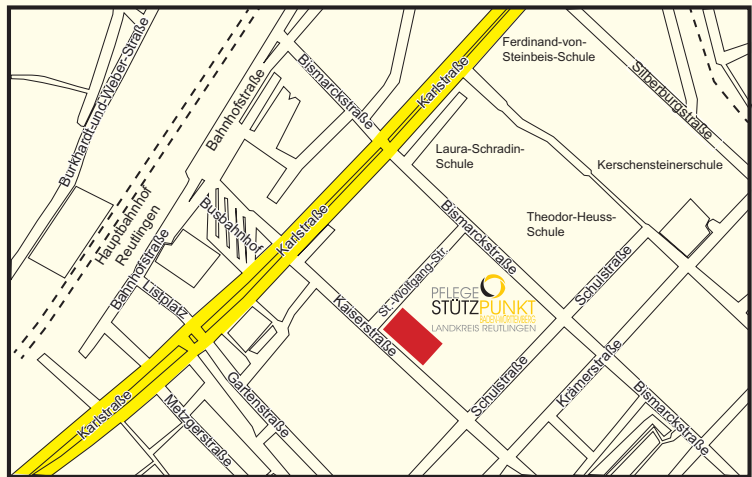 Ferdinand-von-
Steinbeis-Schule
Burkhardt-und-Weber-Straße
Bahnhofstraße
Bismarckstraße
Karlstraße
Silberburgstraße
Laura-Schradin-
Schule
Kerschensteinerschule
Hauptbahnhof
Reutlingen
Busbahnhof
Karlstraße
Bismarckstraße
Theodor-Heuss-
Schule
Bahnhofstraße
Listplatz
St.-Wolfgang-Str.
Schulstraße
PFLEGE
STÜTZPUNKT
BADEN-WÜRTTEMBERG
LANDKREIS REUTLINGEN
Kaiserstraße
Karlstraße
Metzgerstraße
Gartenstraße
Schulstraße
Krämerstraße
Bismarckstraße